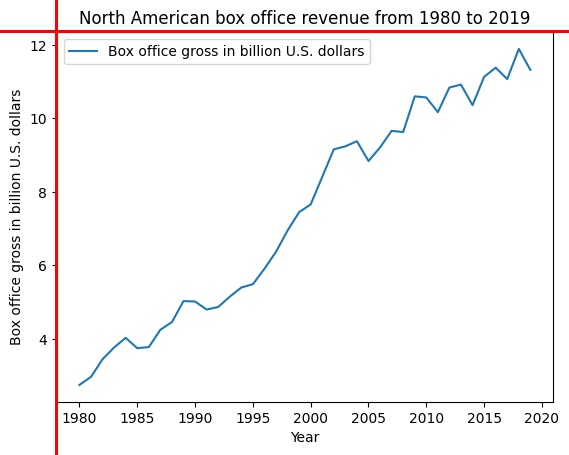 North American box office revenue from 1980 to 2019
Box office gross in billion U.S. dollars
Box office gross in billion U.S. dollars
12
10
8
6
4
1980 1985 1990 1995 2000 2005 2010 2015 2020
Year